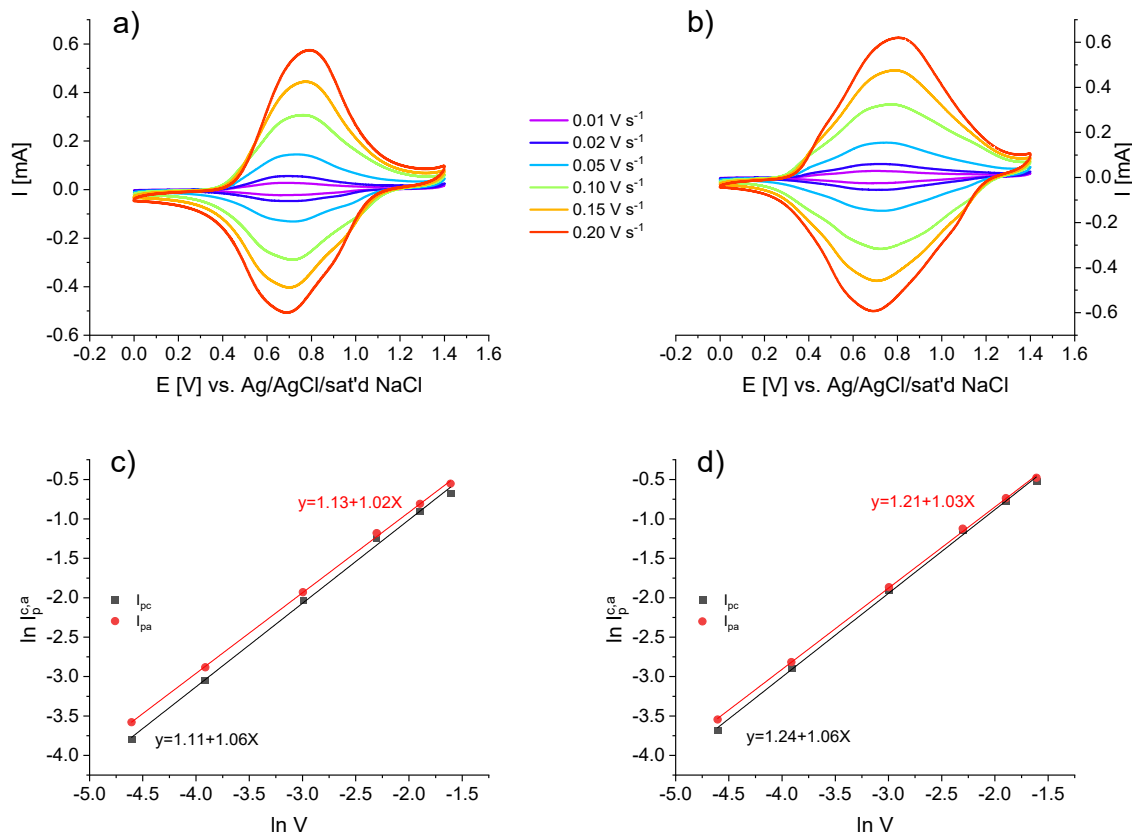 a)
0.6
0.4
0.2
0.0
-0.2
-0.4
-0.6
I [mA]
-0.2 0.0 0.2 0.4 0.6 0.8 1.0 1.2 1.4 1.6
E [V] vs. Ag/AgCl/sat'd NaCl
0.01 V s⁻¹
0.02 V s⁻¹
0.05 V s⁻¹
0.10 V s⁻¹
0.15 V s⁻¹
0.20 V s⁻¹
b)
0.6
0.4
0.2
0.0
-0.2
-0.4
-0.6
I [mA]
-0.2 0.0 0.2 0.4 0.6 0.8 1.0 1.2 1.4 1.6
E [V] vs. Ag/AgCl/sat'd NaCl
c)
-0.5
-1.0
-1.5
-2.0
-2.5
-3.0
-3.5
-4.0
ln Iₚᶜ,ᵃ
y=1.13+1.02X
Ipc
Ipa
y=1.11+1.06X
-5.0 -4.5 -4.0 -3.5 -3.0 -2.5 -2.0 -1.5
ln V
d)
-0.5
-1.0
-1.5
-2.0
-2.5
-3.0
-3.5
-4.0
ln Iₚᶜ,ᵃ
y=1.21+1.03X
Ipc
Ipa
y=1.24+1.06X
-5.0 -4.5 -4.0 -3.5 -3.0 -2.5 -2.0 -1.5
ln V